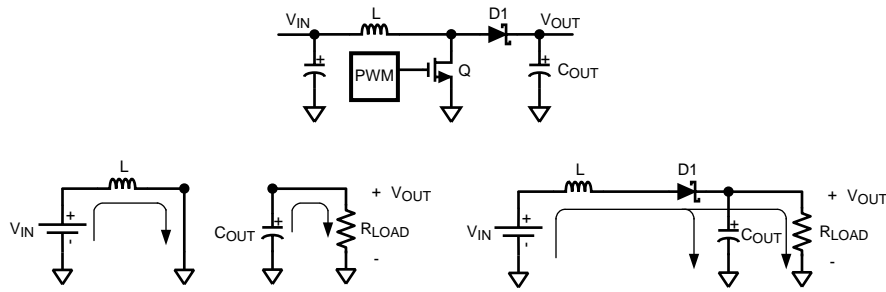 VIN
L
D1
VOUT
+
PWM
Q
+
COUT
L
VIN
+
-
COUT
+
+ VOUT
RLOAD
-
L
D1
VIN
+
-
+
COUT
+ VOUT
RLOAD
-